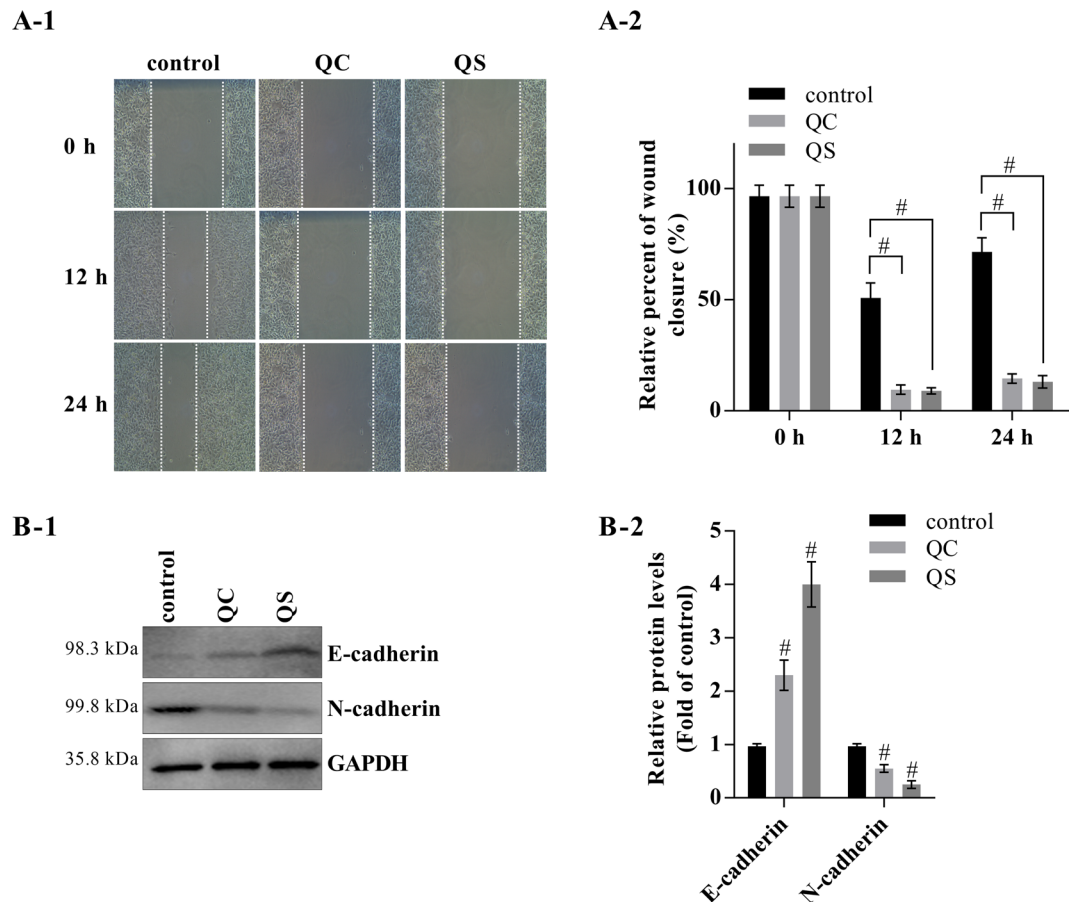 A-1
control QC QS
0 h
12 h
24 h
A-2
control
QC
QS
Relative percent of wound
closure (%)
100
50
0
# # # #
0 h 12 h 24 h
B-1
control QC QS
98.3 kDa E-cadherin
99.8 kDa N-cadherin
35.8 kDa GAPDH
B-2
control
QC
QS
Relative protein levels
(Fold of control)
5
4
3
2
1
0
# # # #
E-cadherin N-cadherin